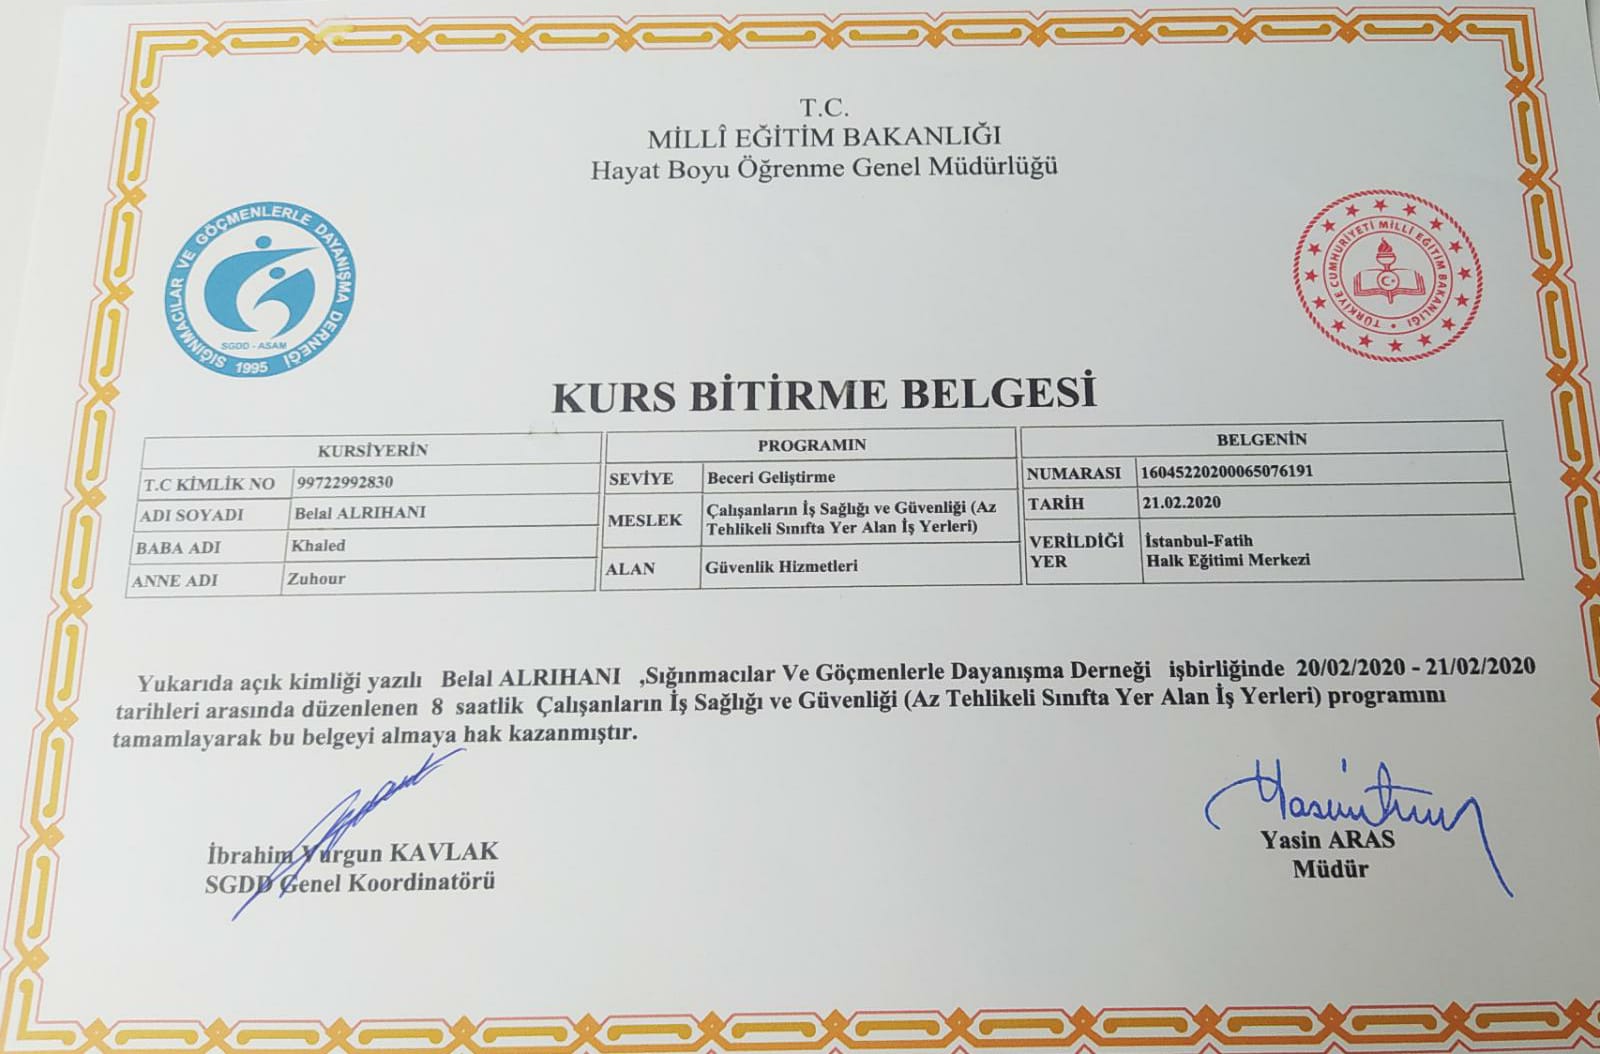 T.C.
MİLLÎ EĞİTİM BAKANLIĞI
Hayat Boyu Öğrenme Genel Müdürlüğü
SIĞINMACILAR VE GÖÇMENLERLE DAYANIŞMA DERNEĞİ
SGDD - ASAM
1995
TÜRKİYE CUMHURİYETİ MİLLİ EĞİTİM BAKANLIĞI
KURS BİTİRME BELGESİ
KURSİYERİN
T.C KİMLİK NO 99722992830
ADI SOYADI Belal ALRIHANI
BABA ADI Khaled
ANNE ADI Zuhour
PROGRAMIN
SEVİYE Beceri Geliştirme
MESLEK Çalışanların İş Sağlığı ve Güvenliği (Az
Tehlikeli Sınıfta Yer Alan İş Yerleri)
ALAN Güvenlik Hizmetleri
BELGENİN
NUMARASI 16045220200065076191
TARİH 21.02.2020
VERİLDİĞİ İstanbul-Fatih
YER Halk Eğitimi Merkezi
Yukarıda açık kimliği yazılı Belal ALRIHANI ,Sığınmacılar Ve Göçmenlerle Dayanışma Derneği işbirliğinde 20/02/2020 - 21/02/2020
tarihleri arasında düzenlenen 8 saatlik Çalışanların İş Sağlığı ve Güvenliği (Az Tehlikeli Sınıfta Yer Alan İş Yerleri) programını
tamamlayarak bu belgeyi almaya hak kazanmıştır.
İbrahim Vurgun KAVLAK
SGDD Genel Koordinatörü
Yasin ARAS
Müdür